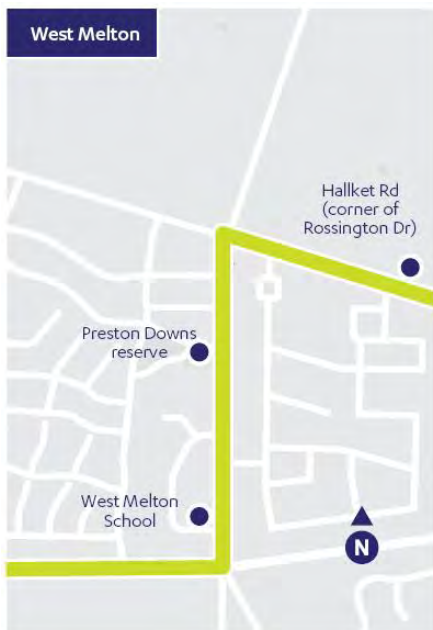 West Melton
Hallket Rd
(corner of
Rossington Dr)
Preston Downs
reserve
West Melton
School
N